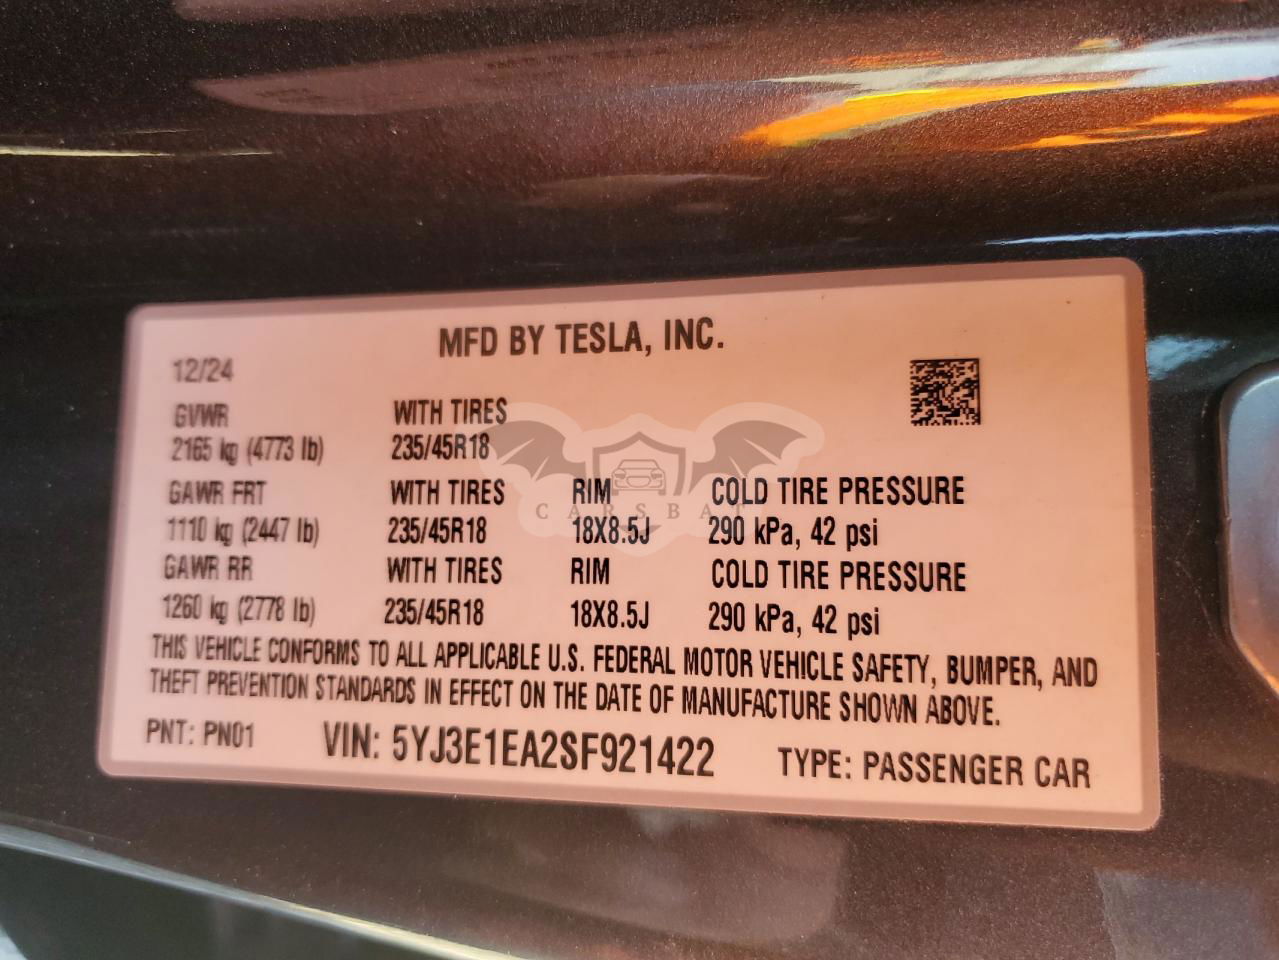 MFD BY TESLA, INC.
12/24
GVWR WITH TIRES
2165 kg (4773 lb) 235/45R18
GAWR FRT WITH TIRES RIM COLD TIRE PRESSURE
1110 kg (2447 lb) 235/45R18 18X8.5J 290 kPa, 42 psi
GAWR RR WITH TIRES RIM COLD TIRE PRESSURE
1260 kg (2778 lb) 235/45R18 18X8.5J 290 kPa, 42 psi
THIS VEHICLE CONFORMS TO ALL APPLICABLE U.S. FEDERAL MOTOR VEHICLE SAFETY, BUMPER, AND
THEFT PREVENTION STANDARDS IN EFFECT ON THE DATE OF MANUFACTURE SHOWN ABOVE.
PNT: PN01 VIN: 5YJ3E1EA2SF921422 TYPE: PASSENGER CAR
CARSBAT